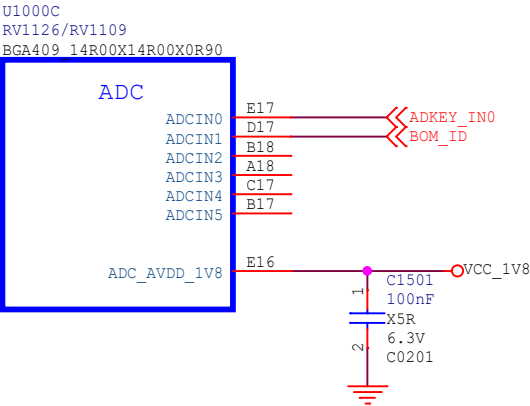 U1000C
RV1126/RV1109
BGA409_14R00X14R00X0R90
ADC
ADCIN0 E17 ADKEY_IN0
ADCIN1 D17 BOM_ID
ADCIN2 B18
ADCIN3 A18
ADCIN4 C17
ADCIN5 B17
ADC_AVDD_1V8 E16 VCC_1V8
C1501
1 100nF
X5R
2 6.3V
C0201